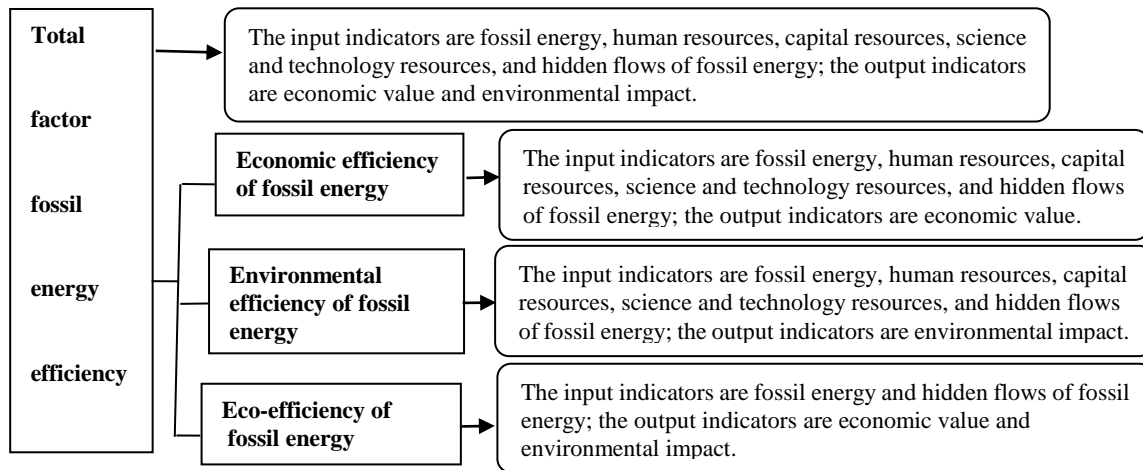 Total
factor
fossil
energy
efficiency
The input indicators are fossil energy, human resources, capital resources, science
and technology resources, and hidden flows of fossil energy; the output indicators
are economic value and environmental impact.
Economic efficiency
of fossil energy
The input indicators are fossil energy, human resources, capital
resources, science and technology resources, and hidden flows
of fossil energy; the output indicators are economic value.
Environmental
efficiency of fossil
energy
The input indicators are fossil energy, human resources, capital
resources, science and technology resources, and hidden flows
of fossil energy; the output indicators are environmental impact.
Eco-efficiency of
fossil energy
The input indicators are fossil energy and hidden flows of fossil
energy; the output indicators are economic value and
environmental impact.